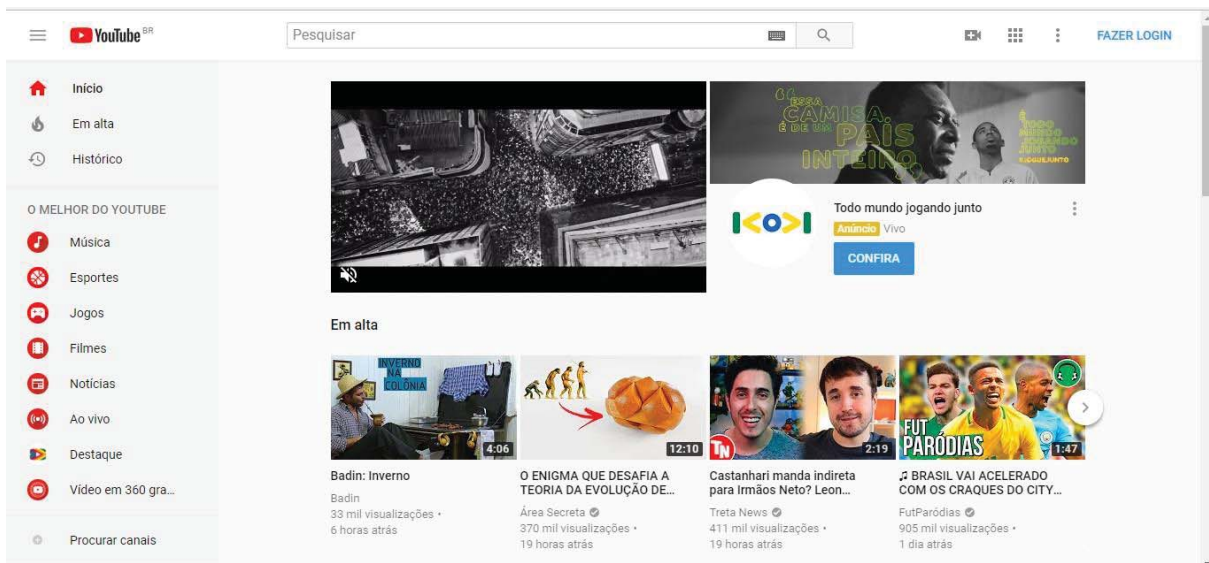 YouTube BR
Pesquisar
FAZER LOGIN
Início
Em alta
Histórico
O MELHOR DO YOUTUBE
Música
Esportes
Jogos
Filmes
Notícias
Ao vivo
Destaque
Vídeo em 360 gra...
Procurar canais
ESSA
CAMISA,
É DE UM PAÍS
INTEIRO
É
TODO
MUNDO
JOGANDO
JUNTO
#JOGUEJUNTO
Todo mundo jogando junto
Anúncio Vivo
CONFIRA
Em alta
INVERNO
NA
COLÔNIA
4:06
Badin: Inverno
Badin
33 mil visualizações •
6 horas atrás
12:10
O ENIGMA QUE DESAFIA A
TEORIA DA EVOLUÇÃO DE...
Área Secreta
370 mil visualizações •
19 horas atrás
TN
2:19
Castanhari manda indireta
para Irmãos Neto? Leon...
Treta News
411 mil visualizações •
19 horas atrás
FUT
PARÓDIAS
1:47
♫ BRASIL VAI ACELERADO
COM OS CRAQUES DO CITY...
FutParódias
905 mil visualizações •
1 dia atrás